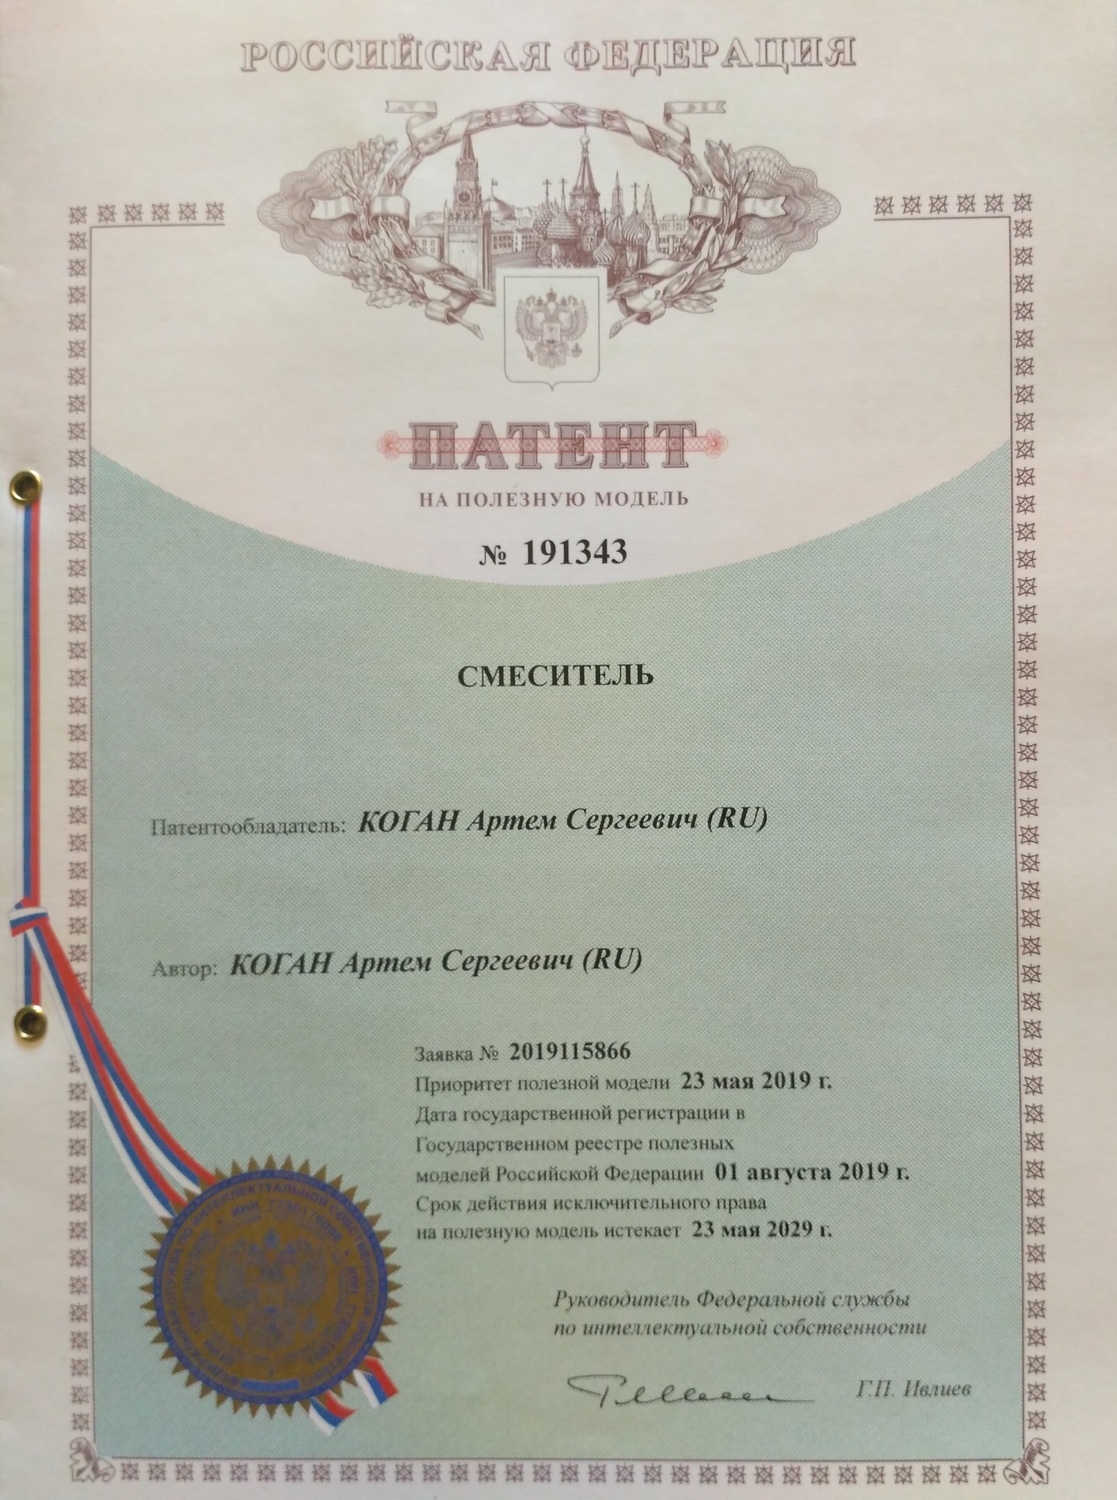 РОССИЙСКАЯ ФЕДЕРАЦИЯ
ПАТЕНТ
НА ПОЛЕЗНУЮ МОДЕЛЬ
№ 191343
СМЕСИТЕЛЬ
Патентообладатель: КОГАН Артем Сергеевич (RU)
Автор: КОГАН Артем Сергеевич (RU)
Заявка № 2019115866
Приоритет полезной модели 23 мая 2019 г.
Дата государственной регистрации в
Государственном реестре полезных
моделей Российской Федерации 01 августа 2019 г.
Срок действия исключительного права
на полезную модель истекает 23 мая 2029 г.
Руководитель Федеральной службы
по интеллектуальной собственности
Г.П. Ивлиев
ПО ИНТЕЛЛЕКТУАЛЬНОЙ СОБСТВЕННОСТИ